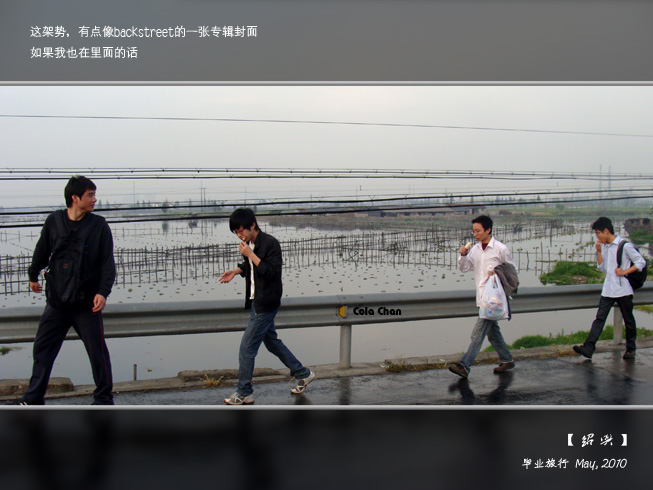 这架势，有点像backstreet的一张专辑封面
如果我也在里面的话
Cola Chan
【 绍兴 】
毕业旅行 May, 2010